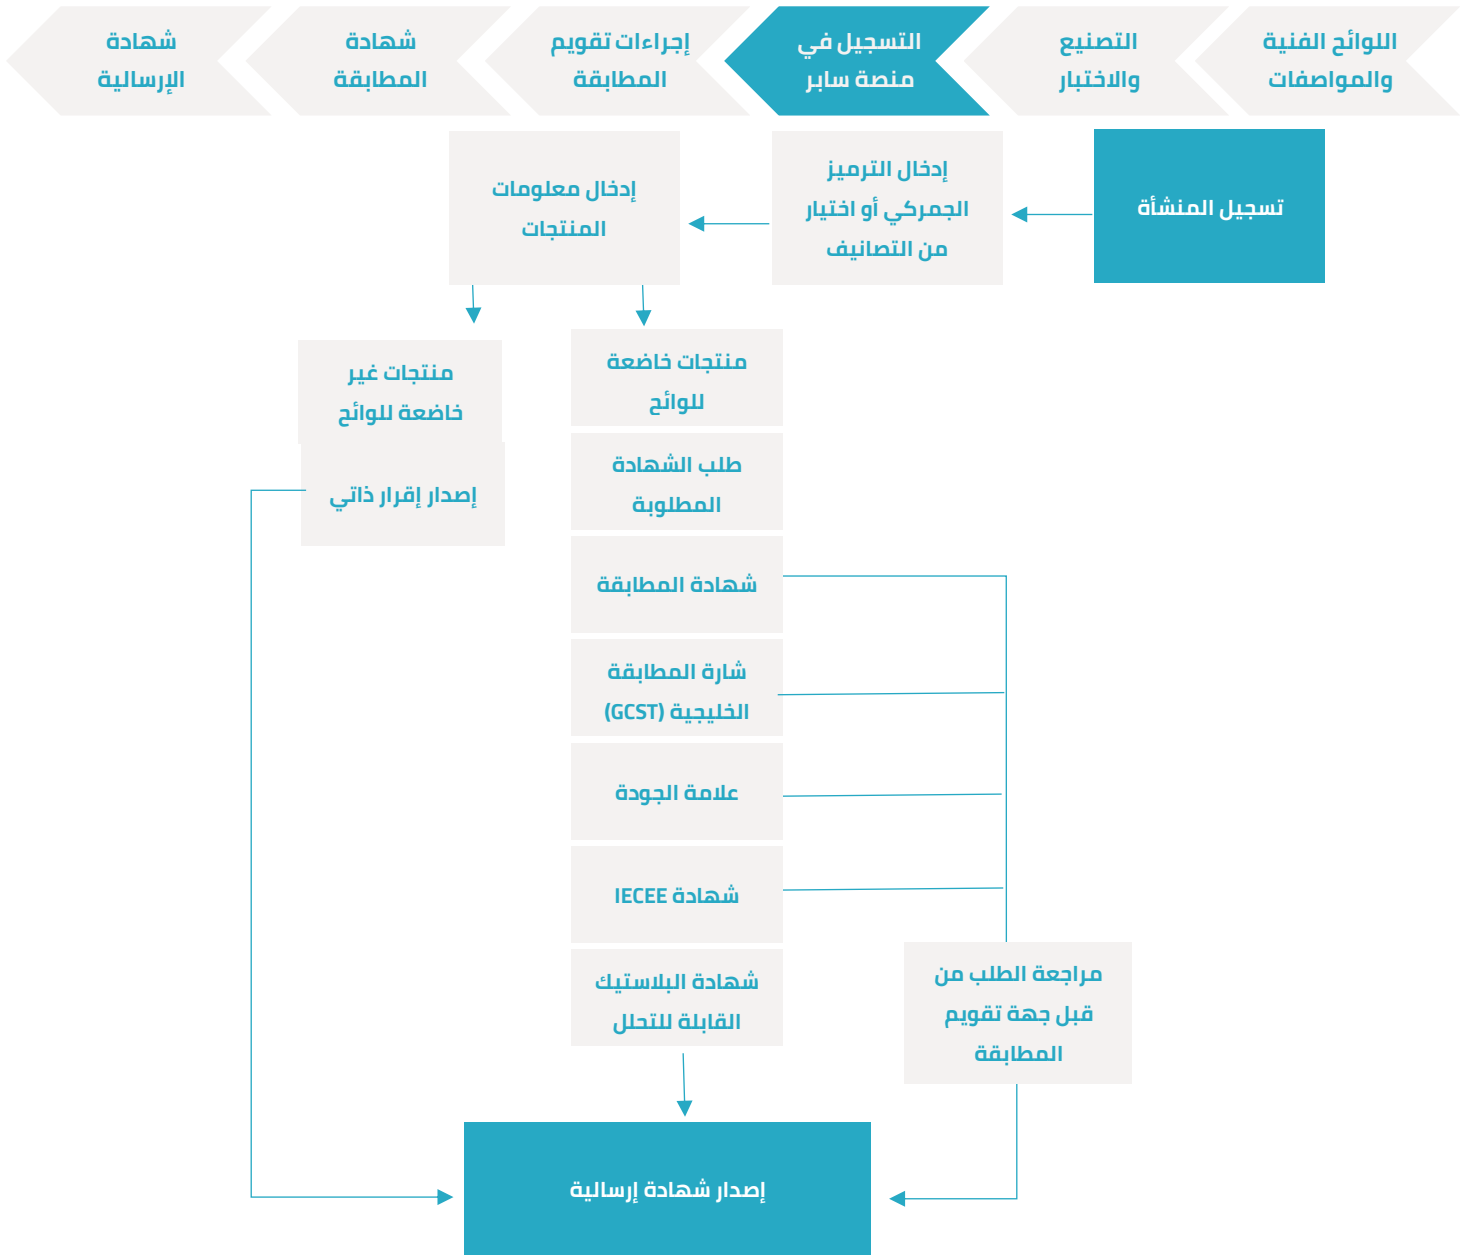 اللوائح الفنية
والمواصفات
التصنيع
والاختبار
التسجيل في
منصة سابر
إجراءات تقويم
المطابقة
شهادة
المطابقة
شهادة
الإرسالية
تسجيل المنشأة
إدخال الترميز
الجمركي أو اختيار
من التصانيف
إدخال معلومات
المنتجات
منتجات خاضعة
للوائح
منتجات غير
خاضعة للوائح
طلب الشهادة
المطلوبة
إصدار إقرار ذاتي
شهادة المطابقة
شارة المطابقة
الخليجية (GCST)
علامة الجودة
شهادة IECEE
شهادة البلاستيك
القابلة للتحلل
مراجعة الطلب من
قبل جهة تقويم
المطابقة
إصدار شهادة إرسالية